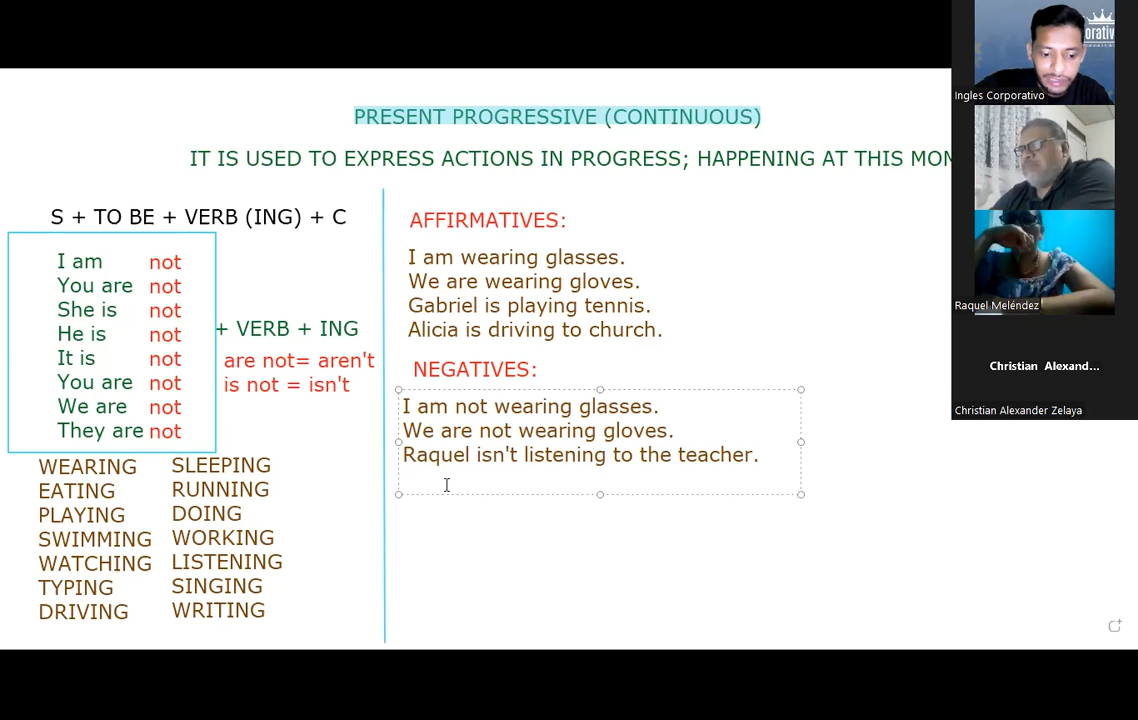 PRESENT PROGRESSIVE (CONTINUOUS)
IT IS USED TO EXPRESS ACTIONS IN PROGRESS; HAPPENING AT THIS MOM
S + TO BE + VERB (ING) + C
I am not
You are not
She is not
He is not
It is not
You are not
We are not
They are not
+ VERB + ING
are not= aren't
is not = isn't
WEARING SLEEPING
EATING RUNNING
PLAYING DOING
SWIMMING WORKING
WATCHING LISTENING
TYPING SINGING
DRIVING WRITING
AFFIRMATIVES:
I am wearing glasses.
We are wearing gloves.
Gabriel is playing tennis.
Alicia is driving to church.
NEGATIVES:
I am not wearing glasses.
We are not wearing gloves.
Raquel isn't listening to the teacher.
orativ
Ingles Corporativo
Raquel Meléndez
Christian Alexand...
Christian Alexander Zelaya